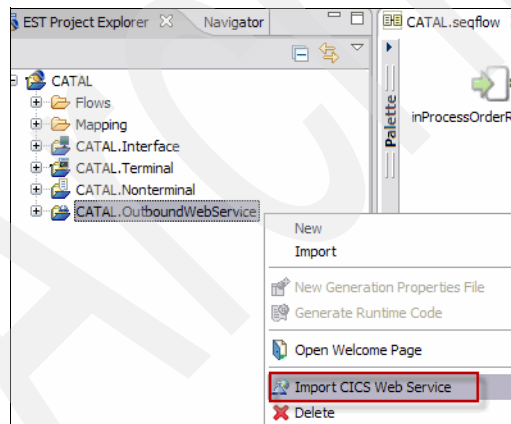 EST Project Explorer
Navigator
CATAL.seqflow
CATAL
Flows
Mapping
CATAL.Interface
CATAL.Terminal
CATAL.Nonterminal
CATAL.OutboundWebService
Palette
inProcessOrderR
New
Import
New Generation Properties File
Generate Runtime Code
Open Welcome Page
Import CICS Web Service
Delete